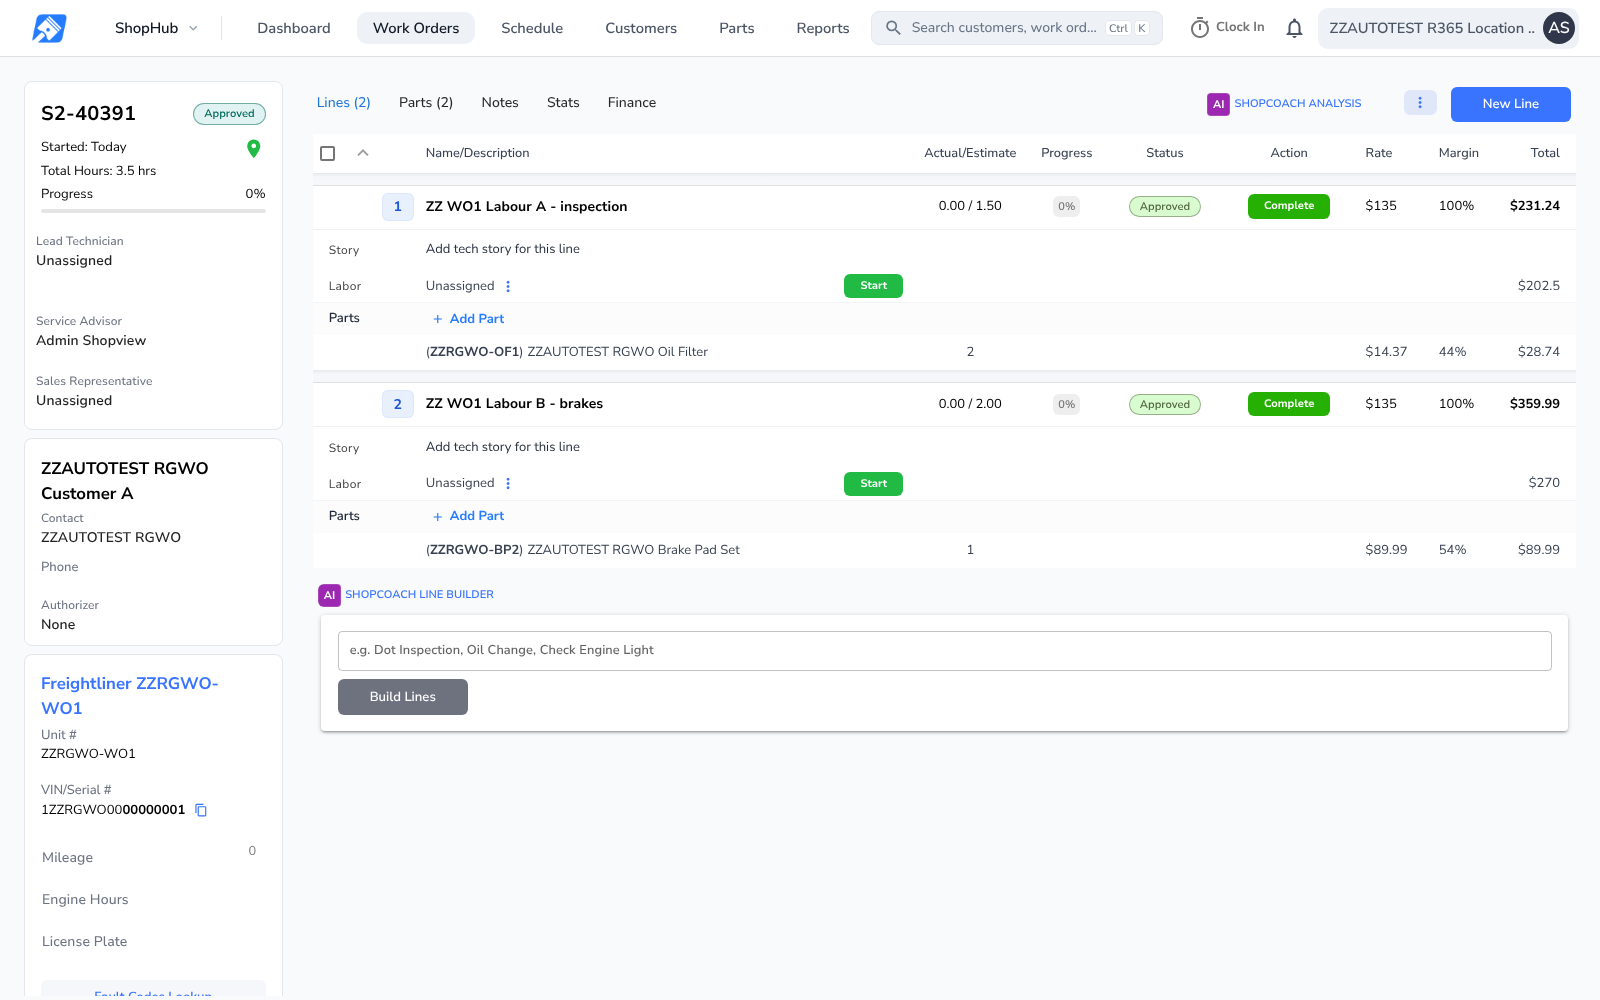 ShopHub
Dashboard
Work Orders
Schedule
Customers
Parts
Reports
Search customers, work ord... Ctrl K
Clock In
ZZAUTOTEST R365 Location ..
AS
S2-40391
Approved
Started: Today
Total Hours: 3.5 hrs
Progress 0%
Lead Technician
Unassigned
Service Advisor
Admin Shopview
Sales Representative
Unassigned
ZZAUTOTEST RGWO
Customer A
Contact
ZZAUTOTEST RGWO
Phone
Authorizer
None
Freightliner ZZRGWO-
WO1
Unit #
ZZRGWO-WO1
VIN/Serial #
1ZZRGWO0000000001
Mileage 0
Engine Hours
License Plate
Fault Codes Lookup
Lines (2)
Parts (2)
Notes
Stats
Finance
AI SHOPCOACH ANALYSIS
New Line
Name/Description Actual/Estimate Progress Status Action Rate Margin Total
1 ZZ WO1 Labour A - inspection 0.00 / 1.50 0% Approved Complete $135 100% $231.24
Story Add tech story for this line
Labor Unassigned Start $202.5
Parts + Add Part
(ZZRGWO-OF1) ZZAUTOTEST RGWO Oil Filter 2 $14.37 44% $28.74
2 ZZ WO1 Labour B - brakes 0.00 / 2.00 0% Approved Complete $135 100% $359.99
Story Add tech story for this line
Labor Unassigned Start $270
Parts + Add Part
(ZZRGWO-BP2) ZZAUTOTEST RGWO Brake Pad Set 1 $89.99 54% $89.99
AI SHOPCOACH LINE BUILDER
e.g. Dot Inspection, Oil Change, Check Engine Light
Build Lines